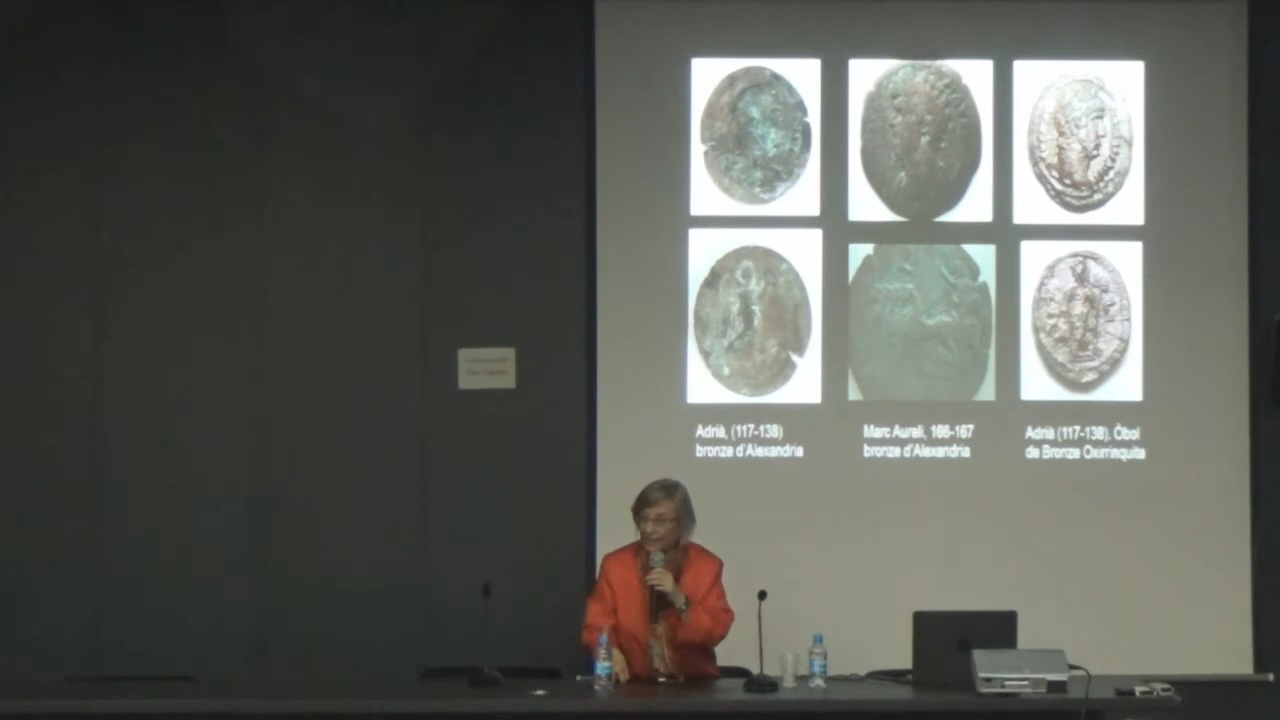 Adrià, (117-138)
bronze d'Alexandria
Marc Aureli, 166-167
bronze d'Alexandria
Adrià (117-138). Òbol
de Bronze Oxirrinquita